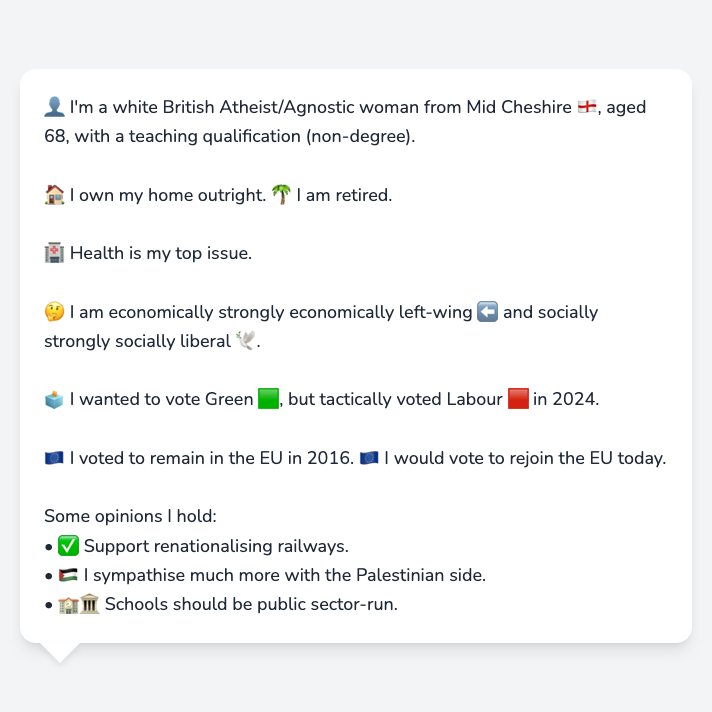 👤 I'm a white British Atheist/Agnostic woman from Mid Cheshire 🏴󠁧󠁢󠁥󠁮󠁧󠁿, aged
68, with a teaching qualification (non-degree).
🏠 I own my home outright. 🌴 I am retired.
🏥 Health is my top issue.
🤔 I am economically strongly economically left-wing ⬅️ and socially
strongly socially liberal 🕊️.
🗳️ I wanted to vote Green 🟩, but tactically voted Labour 🟥 in 2024.
🇪🇺 I voted to remain in the EU in 2016. 🇪🇺 I would vote to rejoin the EU today.
Some opinions I hold:
• ✅ Support renationalising railways.
• 🇵🇸 I sympathise much more with the Palestinian side.
• 🏫🏛️ Schools should be public sector-run.